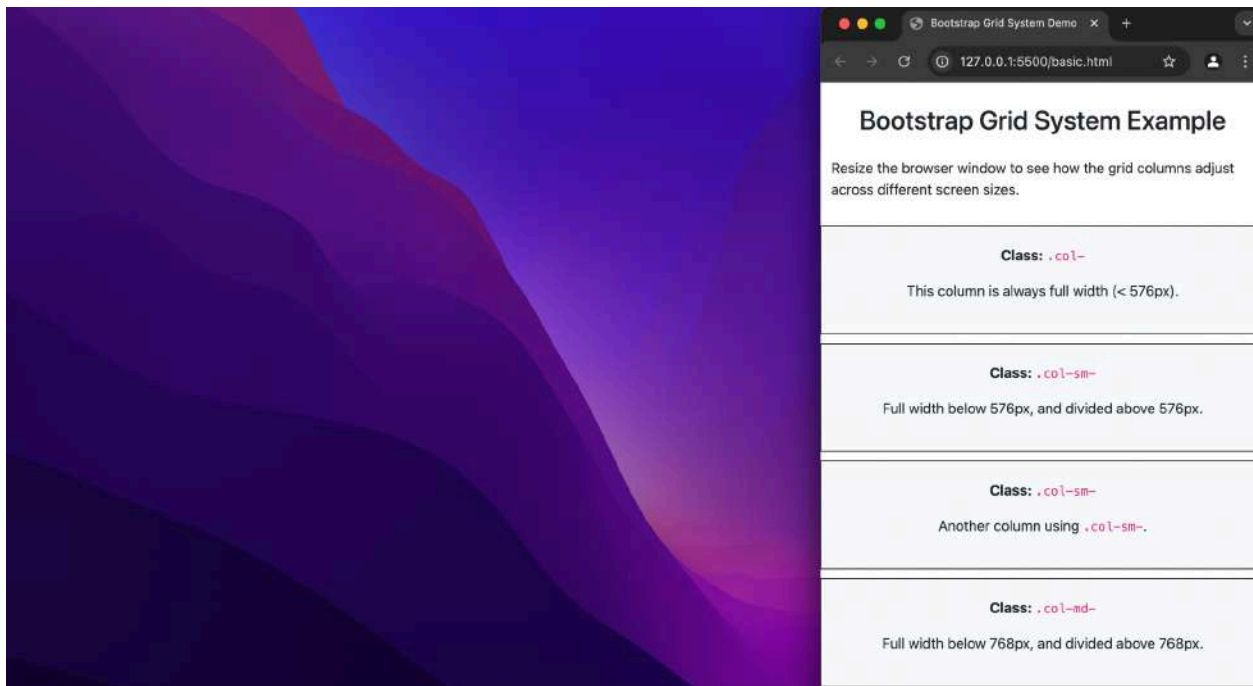 Bootstrap Grid System Demo
127.0.0.1:5500/basic.html
Bootstrap Grid System Example
Resize the browser window to see how the grid columns adjust
across different screen sizes.
Class: .col-
This column is always full width (< 576px).
Class: .col-sm-
Full width below 576px, and divided above 576px.
Class: .col-sm-
Another column using .col-sm-.
Class: .col-md-
Full width below 768px, and divided above 768px.